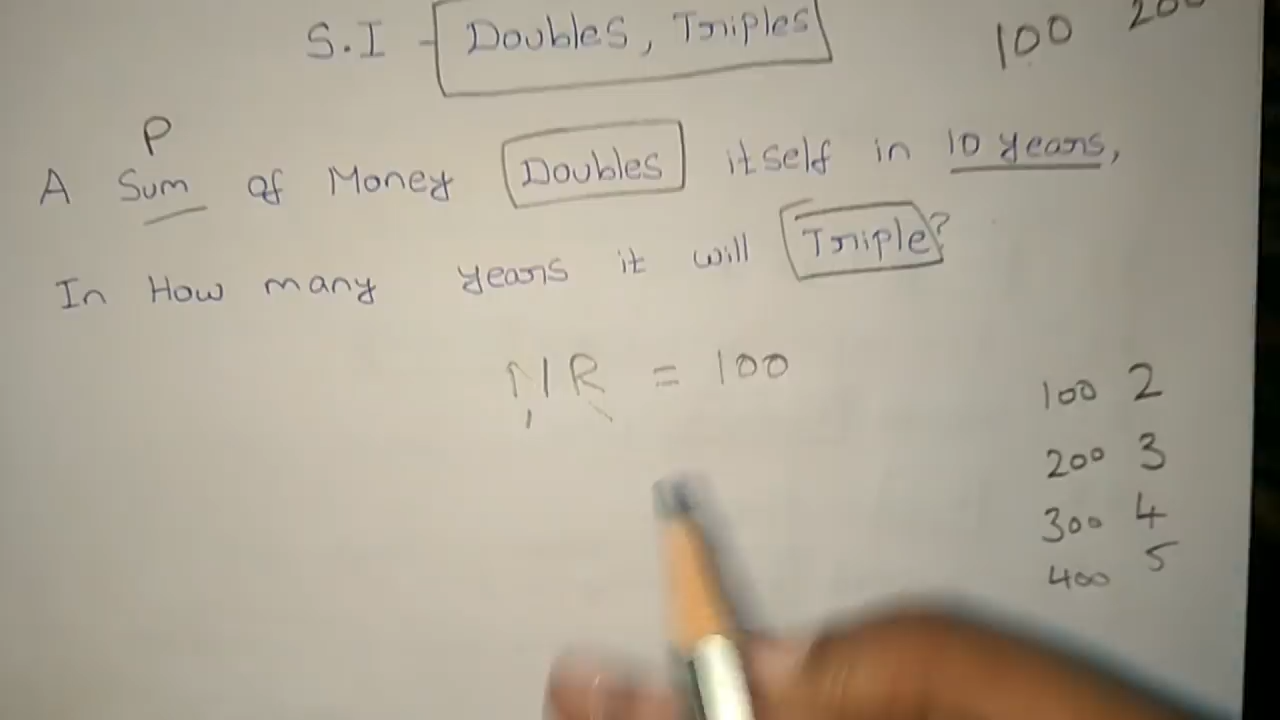 S.I - Doubles, Triples
100 200
P
A Sum of Money Doubles itself in 10 years,
In How many years it will Triple?
NR = 100
100 2
200 3
300 4
400 5